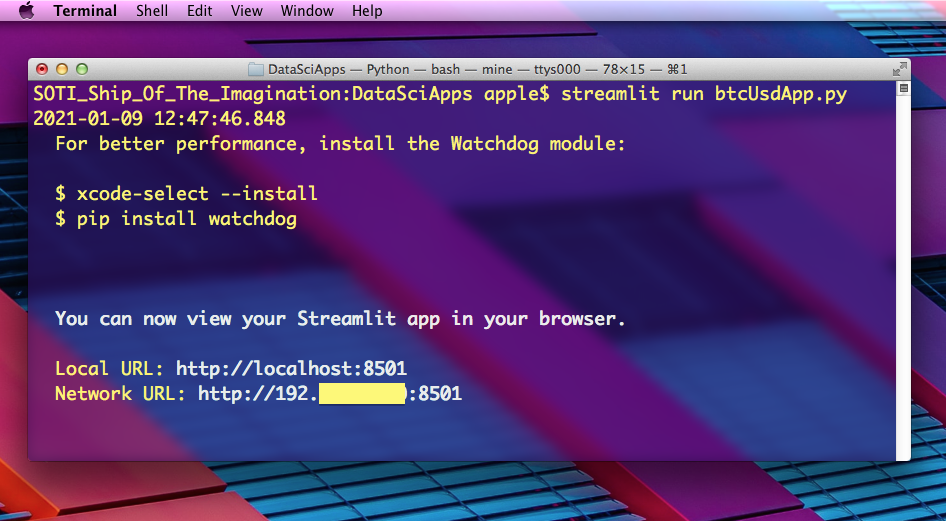 Terminal Shell Edit View Window Help
DataSciApps — Python — bash — mine — ttys000 — 78×15 — ⌘1
SOTI_Ship_Of_The_Imagination:DataSciApps apple$ streamlit run btcUsdApp.py
2021-01-09 12:47:46.848
For better performance, install the Watchdog module:
$ xcode-select --install
$ pip install watchdog
You can now view your Streamlit app in your browser.
Local URL: http://localhost:8501
Network URL: http://192. :8501